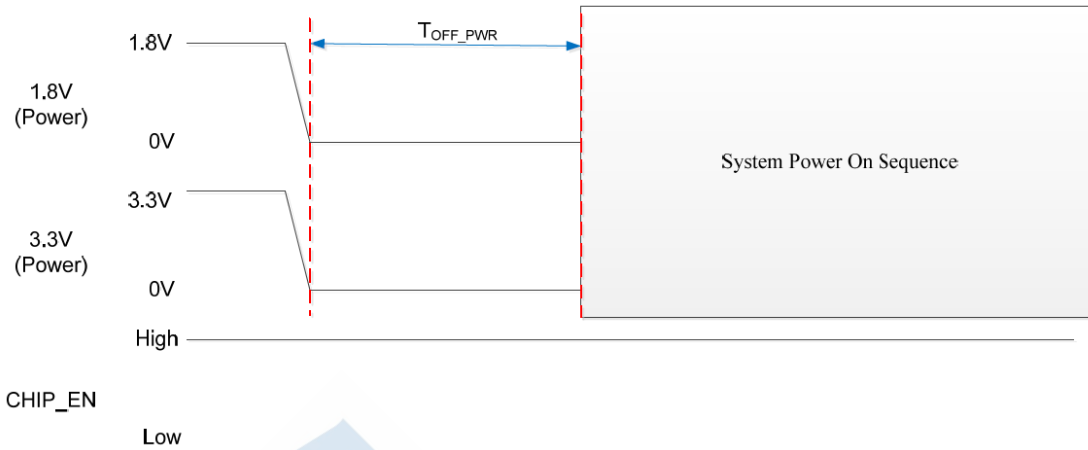 T_OFF_PWR
1.8V
1.8V
(Power)
0V
System Power On Sequence
3.3V
3.3V
(Power)
0V
High
CHIP_EN
Low